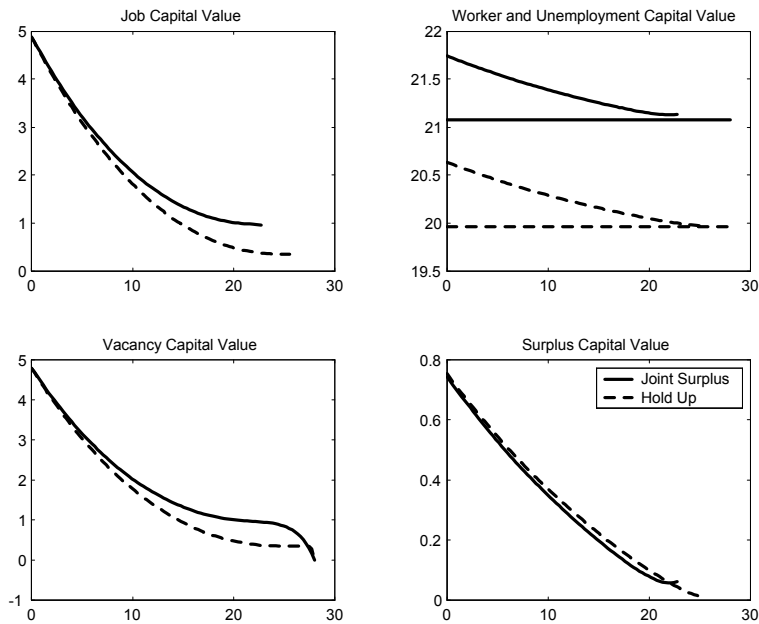 Job Capital Value
5
4
3
2
1
0
0 10 20 30
Worker and Unemployment Capital Value
22
21.5
21
20.5
20
19.5
0 10 20 30
Vacancy Capital Value
5
4
3
2
1
0
-1
0 10 20 30
Surplus Capital Value
0.8
0.6
0.4
0.2
0
0 10 20 30
Joint Surplus
Hold Up